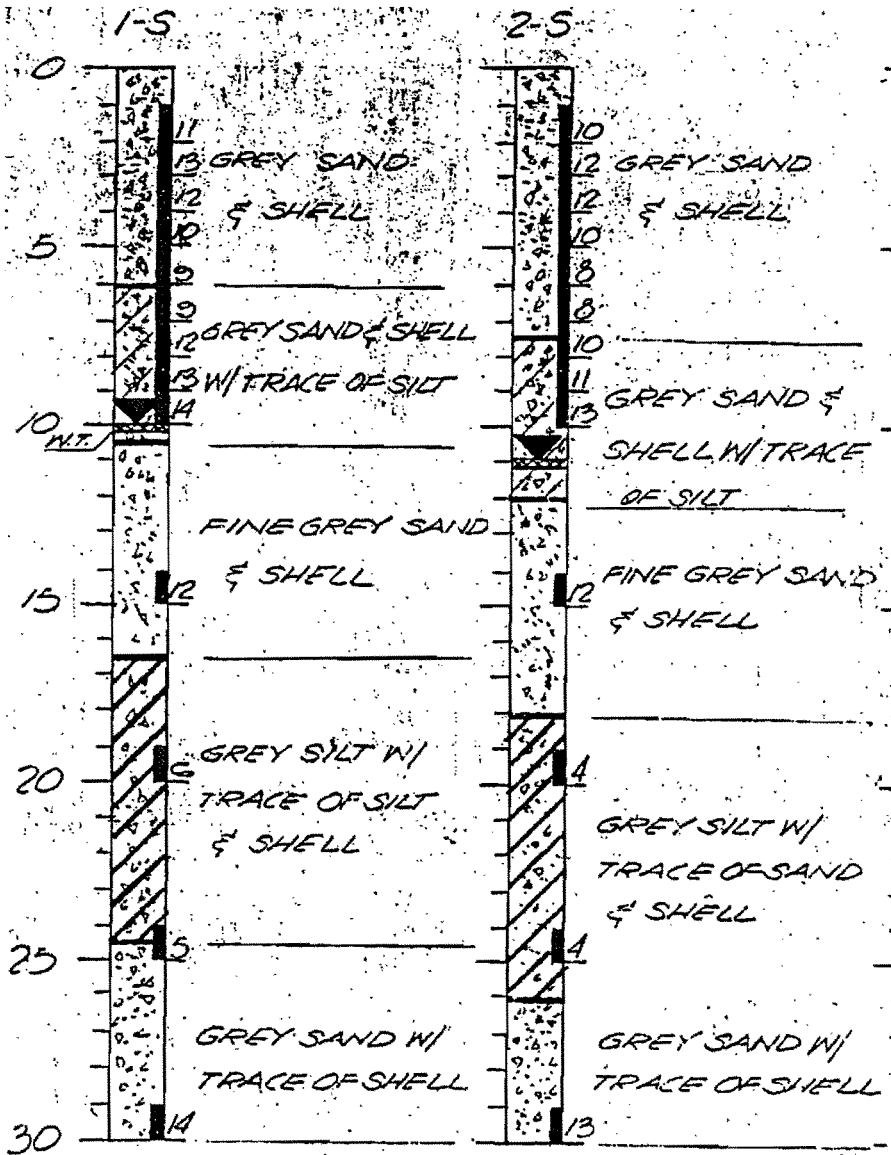 1-S
0
11
13
12
10
5
GREY SAND
& SHELL
12
13
14
GREY SAND & SHELL
W/ TRACE OF SILT
10
W.T.
FINE GREY SAND
& SHELL
12
15
GREY SILT W/
TRACE OF SILT
& SHELL
20
5
25
GREY SAND W/
TRACE OF SHELL
14
30
2-S
10
12
12
10
8
8
GREY SAND
& SHELL
10
11
13
GREY SAND &
SHELL W/ TRACE
OF SILT
12
FINE GREY SAND
& SHELL
4
GREY SILT W/
TRACE OF SAND
& SHELL
4
GREY SAND W/
TRACE OF SHELL
13